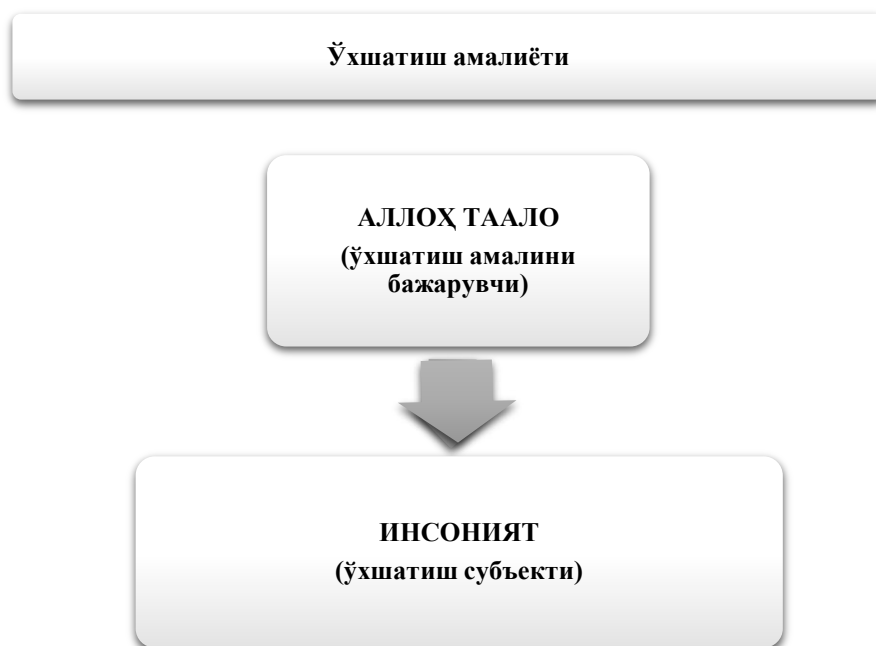 Ўхшатиш амалиёти
АЛЛОҲ ТААЛО
(ўхшатиш амалини
бажарувчи)
ИНСОНИЯТ
(ўхшатиш субъекти)